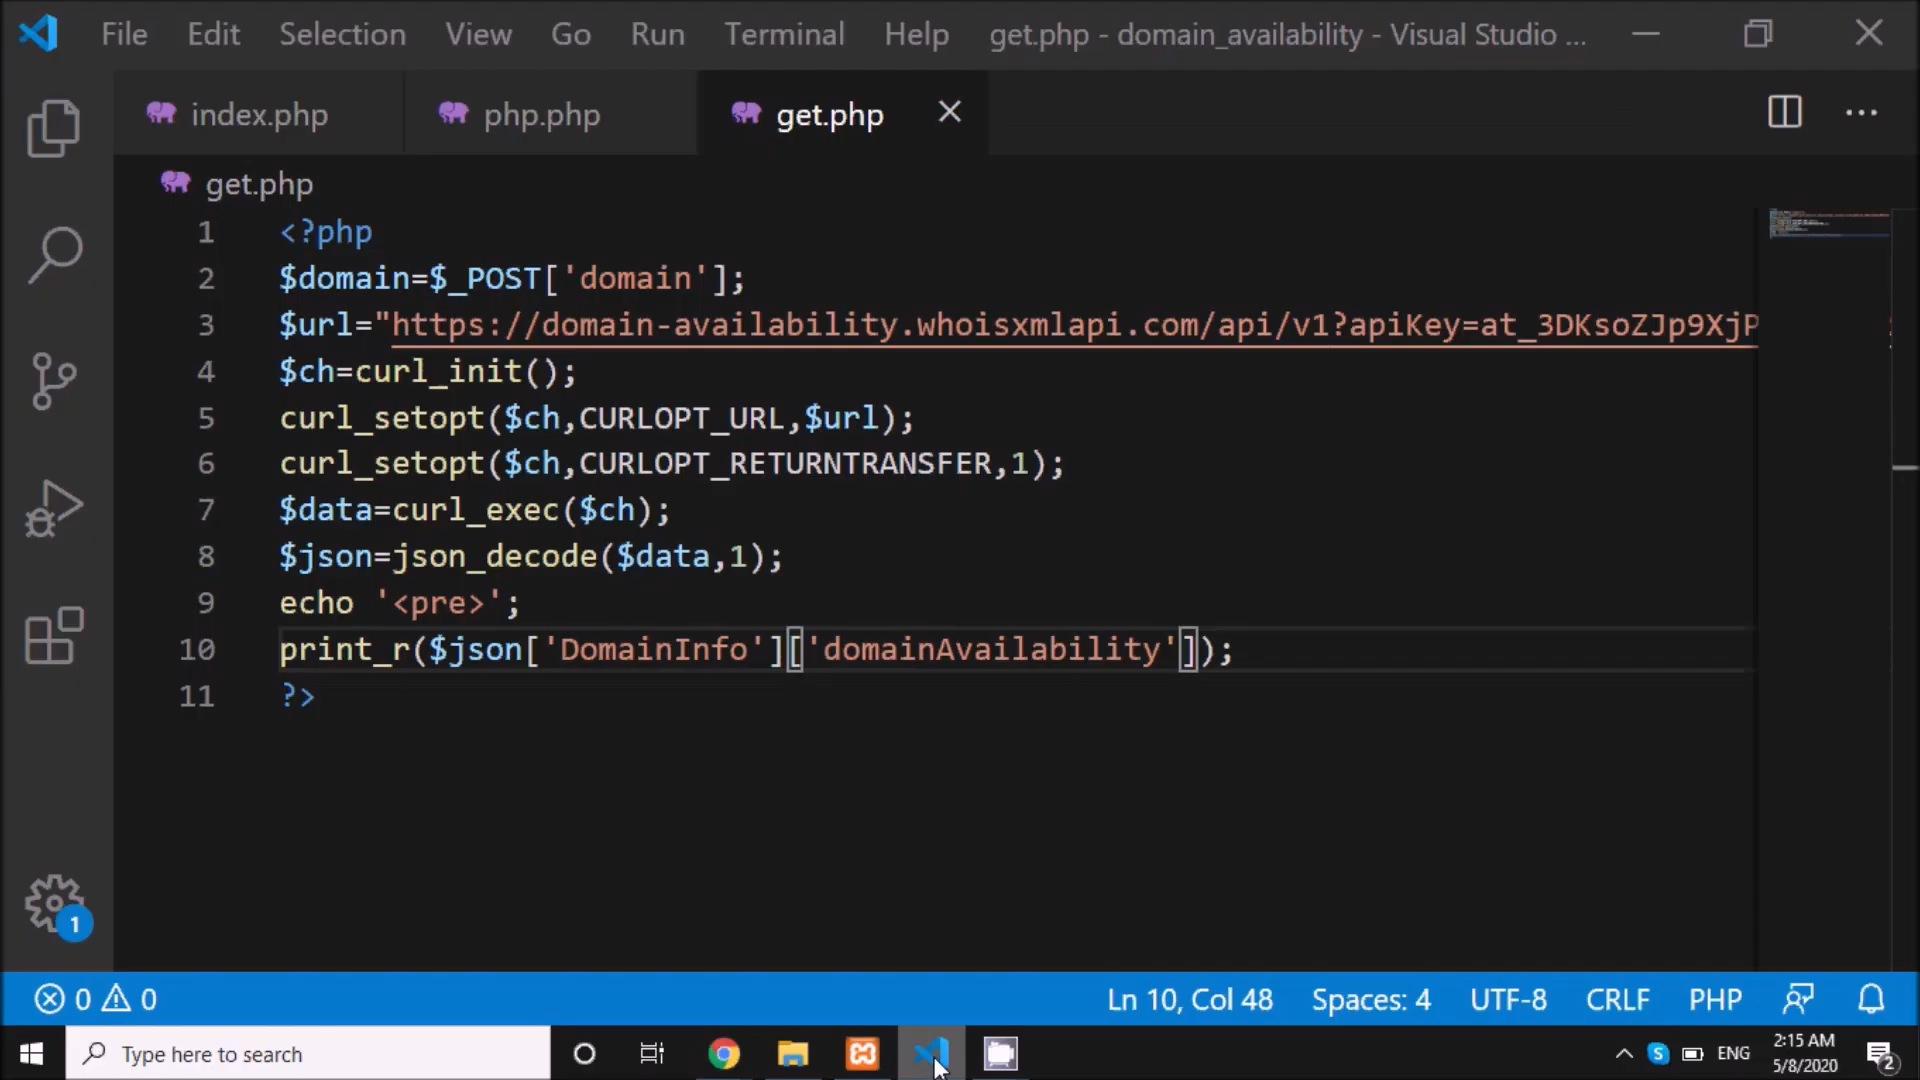 File Edit Selection View Go Run Terminal Help get.php - domain_availability - Visual Studio ...
index.php php.php get.php
get.php
1 <?php
2 $domain=$_POST['domain'];
3 $url="https://domain-availability.whoisxmlapi.com/api/v1?apiKey=at_3DKsoZJp9XjP
4 $ch=curl_init();
5 curl_setopt($ch,CURLOPT_URL,$url);
6 curl_setopt($ch,CURLOPT_RETURNTRANSFER,1);
7 $data=curl_exec($ch);
8 $json=json_decode($data,1);
9 echo '<pre>';
10 print_r($json['DomainInfo']['domainAvailability']);
11 ?>
1
0 0 Ln 10, Col 48 Spaces: 4 UTF-8 CRLF PHP
Type here to search ENG 2:15 AM
5/8/2020 2